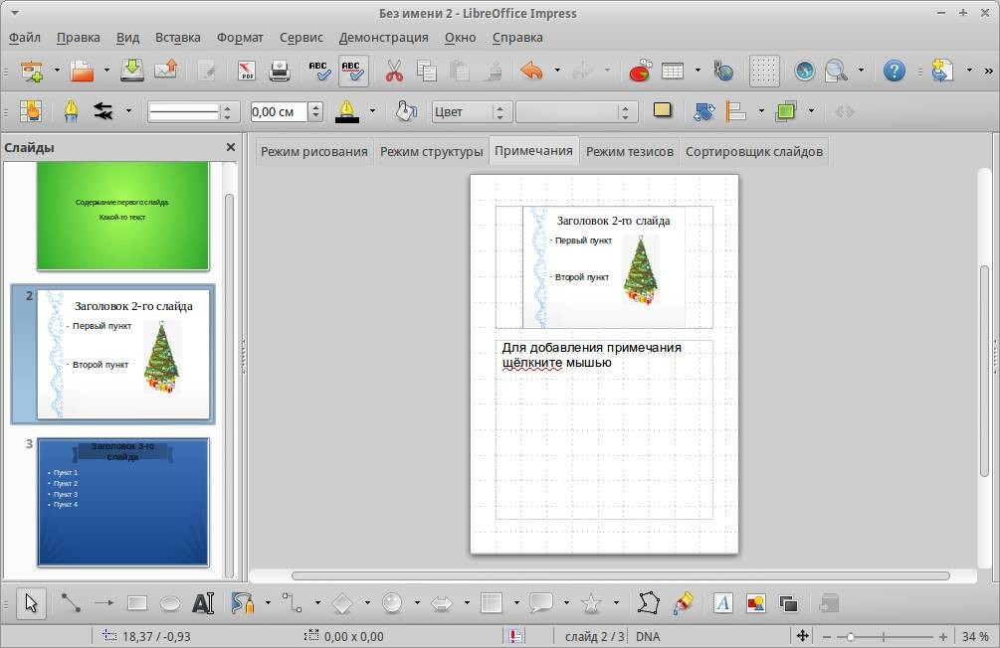 Без имени 2 - LibreOffice Impress
Файл Правка Вид Вставка Формат Сервис Демонстрация Окно Справка
PDF ABC ABC
0,00 см Цвет
Слайды
Режим рисования Режим структуры Примечания Режим тезисов Сортировщик слайдов
Содержание первого слайда.
Какой-то текст
2
Заголовок 2-го слайда
· Первый пункт
· Второй пункт
3
Заголовок 3-го
слайда
• Пункт 1
• Пункт 2
• Пункт 3
• Пункт 4
Заголовок 2-го слайда
· Первый пункт
· Второй пункт
Для добавления примечания
щёлкните мышью
18,37 / -0,93 0,00 x 0,00 слайд 2 / 3 DNA 34 %